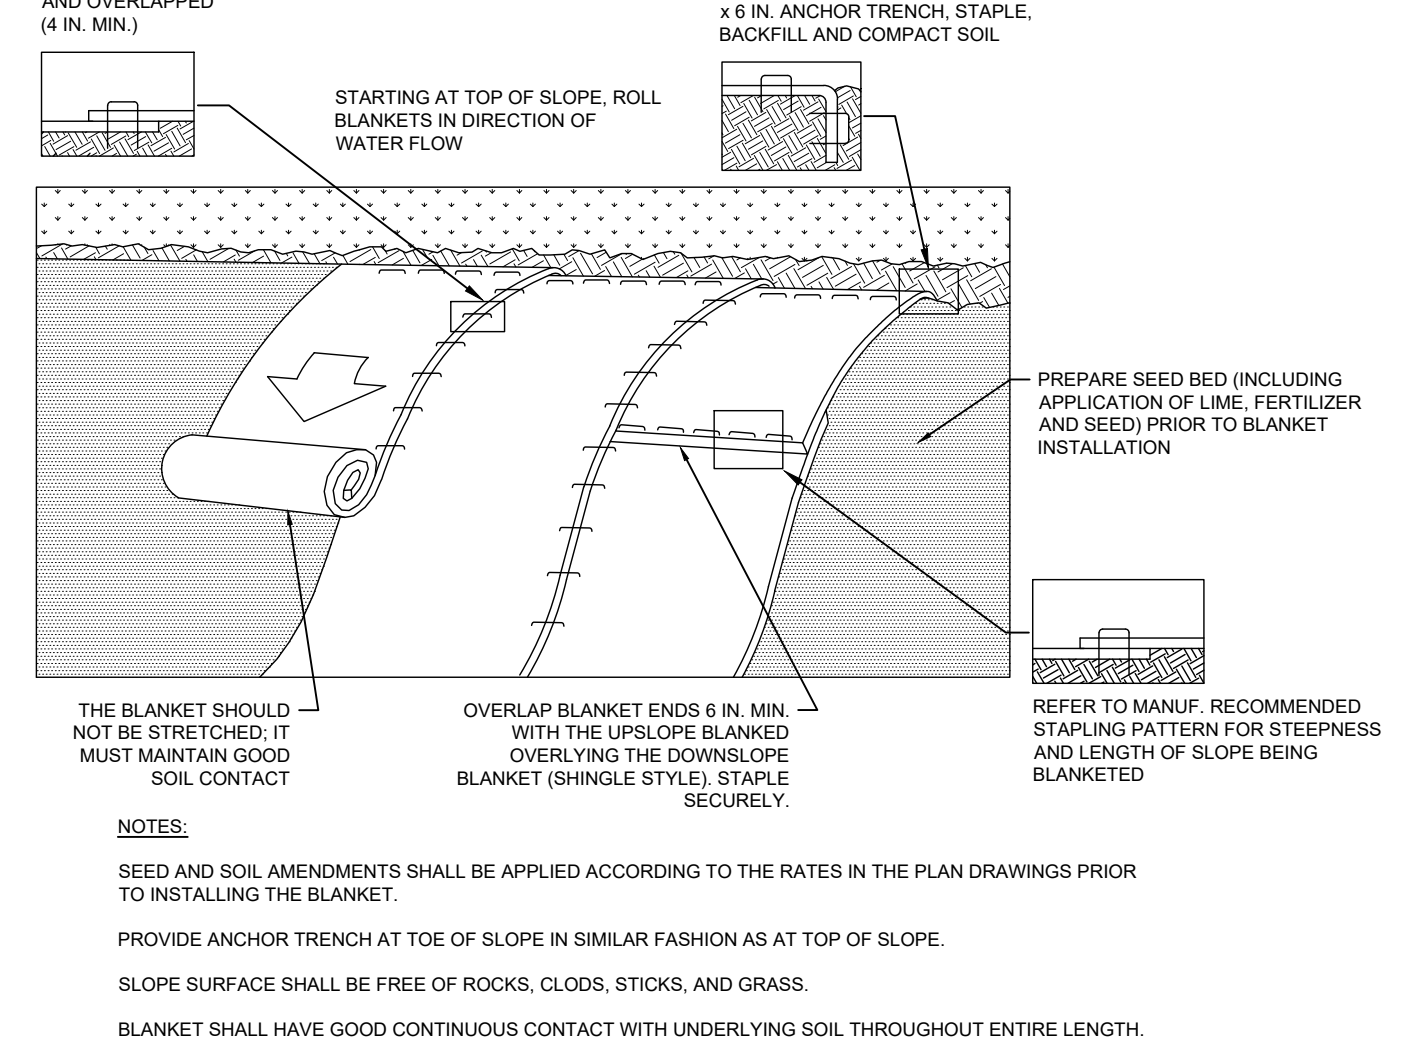 AND OVERLAPPED
(4 IN. MIN.)
x 6 IN. ANCHOR TRENCH, STAPLE,
BACKFILL AND COMPACT SOIL
STARTING AT TOP OF SLOPE, ROLL
BLANKETS IN DIRECTION OF
WATER FLOW
PREPARE SEED BED (INCLUDING
APPLICATION OF LIME, FERTILIZER
AND SEED) PRIOR TO BLANKET
INSTALLATION
THE BLANKET SHOULD
NOT BE STRETCHED; IT
MUST MAINTAIN GOOD
SOIL CONTACT
OVERLAP BLANKET ENDS 6 IN. MIN.
WITH THE UPSLOPE BLANKED
OVERLYING THE DOWNSLOPE
BLANKET (SHINGLE STYLE). STAPLE
SECURELY.
REFER TO MANUF. RECOMMENDED
STAPLING PATTERN FOR STEEPNESS
AND LENGTH OF SLOPE BEING
BLANKETED
NOTES:
SEED AND SOIL AMENDMENTS SHALL BE APPLIED ACCORDING TO THE RATES IN THE PLAN DRAWINGS PRIOR
TO INSTALLING THE BLANKET.
PROVIDE ANCHOR TRENCH AT TOE OF SLOPE IN SIMILAR FASHION AS AT TOP OF SLOPE.
SLOPE SURFACE SHALL BE FREE OF ROCKS, CLODS, STICKS, AND GRASS.
BLANKET SHALL HAVE GOOD CONTINUOUS CONTACT WITH UNDERLYING SOIL THROUGHOUT ENTIRE LENGTH.